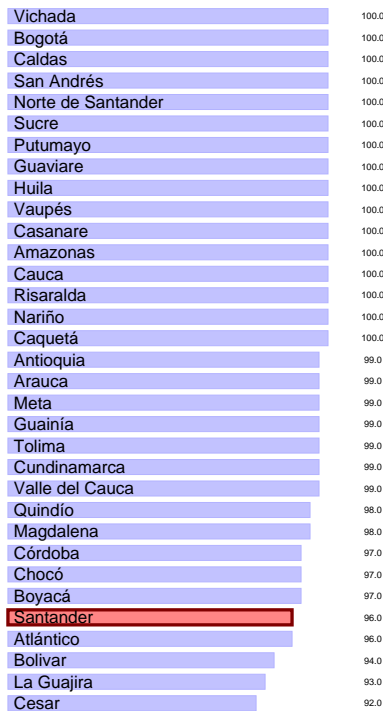 Vichada 100.0
Bogotá 100.0
Caldas 100.0
San Andrés 100.0
Norte de Santander 100.0
Sucre 100.0
Putumayo 100.0
Guaviare 100.0
Huila 100.0
Vaupés 100.0
Casanare 100.0
Amazonas 100.0
Cauca 100.0
Risaralda 100.0
Nariño 100.0
Caquetá 100.0
Antioquia 99.0
Arauca 99.0
Meta 99.0
Guainía 99.0
Tolima 99.0
Cundinamarca 99.0
Valle del Cauca 99.0
Quindío 98.0
Magdalena 98.0
Córdoba 97.0
Chocó 97.0
Boyacá 97.0
Santander 96.0
Atlántico 96.0
Bolivar 94.0
La Guajira 93.0
Cesar 92.0